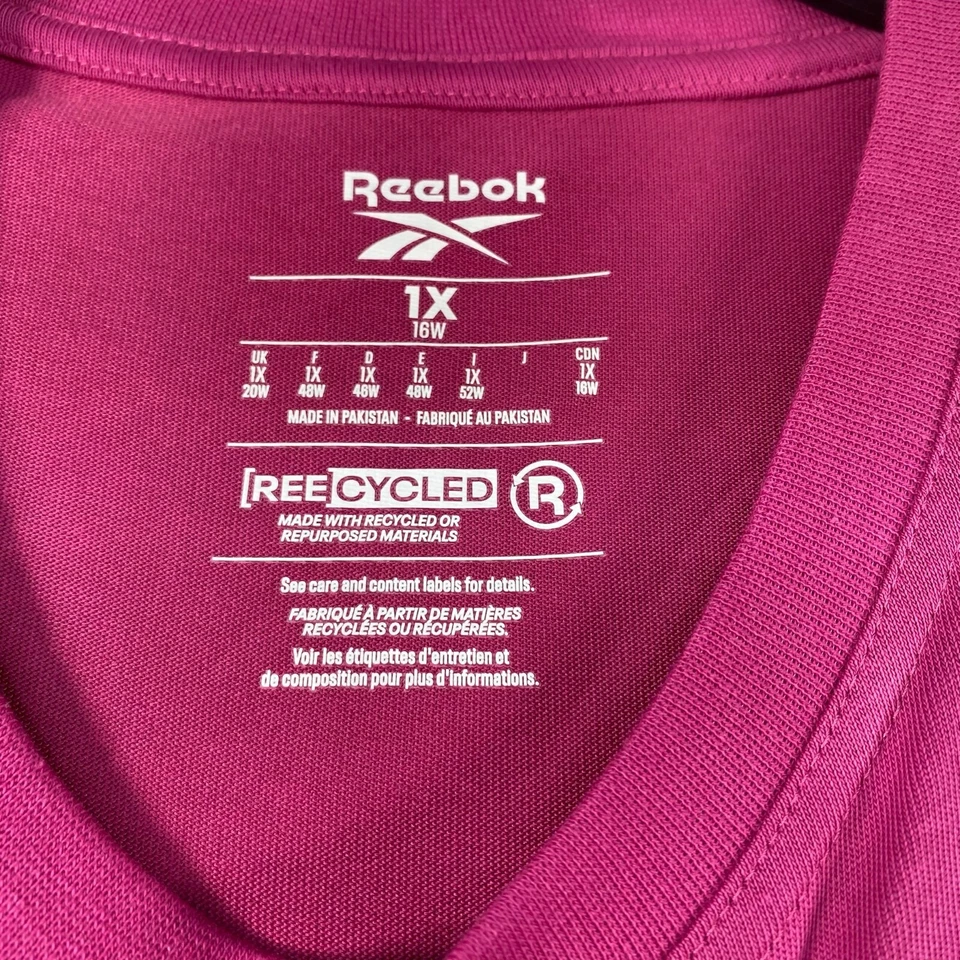 Reebok
1X
16W
UK F D E I J CDN
1X 1X 1X 1X 1X 1X
20W 48W 46W 48W 52W 16W
MADE IN PAKISTAN - FABRIQUÉ AU PAKISTAN
[REE]CYCLED R
MADE WITH RECYCLED OR
REPURPOSED MATERIALS
See care and content labels for details.
FABRIQUÉ À PARTIR DE MATIÈRES
RECYCLÉES OU RÉCUPÉRÉES.
Voir les étiquettes d'entretien et
de composition pour plus d'informations.